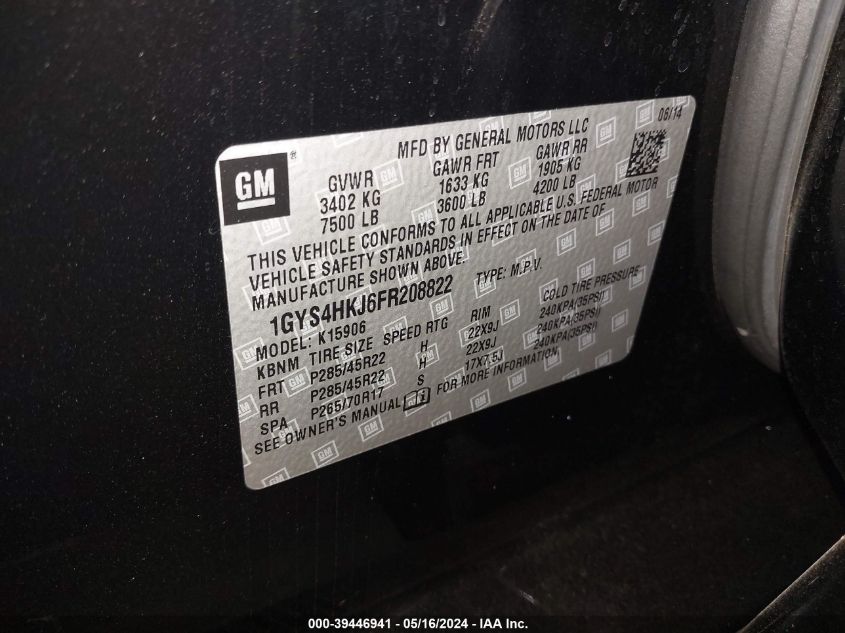 GM ®
MFD BY GENERAL MOTORS LLC 08/14
GVWR GAWR FRT GAWR RR
3402 KG 1633 KG 1905 KG
7500 LB 3600 LB 4200 LB
THIS VEHICLE CONFORMS TO ALL APPLICABLE U.S. FEDERAL MOTOR
VEHICLE SAFETY STANDARDS IN EFFECT ON THE DATE OF
MANUFACTURE SHOWN ABOVE.
1GYS4HKJ6FR208822 TYPE: M.P.V.
MODEL: K15906
KBNM TIRE SIZE SPEED RTG RIM COLD TIRE PRESSURE
FRT P285/45R22 H 22X9J 240KPA(35PSI)
RR P285/45R22 H 22X9J 240KPA(35PSI)
SPA P265/70R17 S 17X7.5J 240KPA(35PSI)
SEE OWNER'S MANUAL FOR MORE INFORMATION
000-39446941 / 05/16/2024 - IAA Inc.